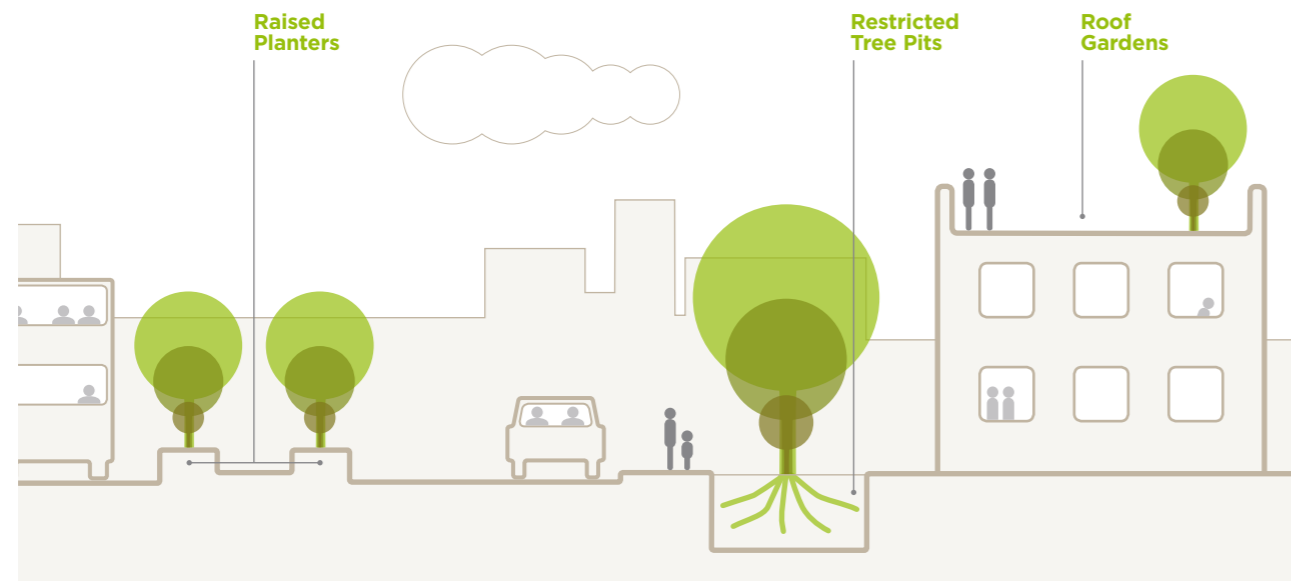 Raised
Planters
Restricted
Tree Pits
Roof
Gardens